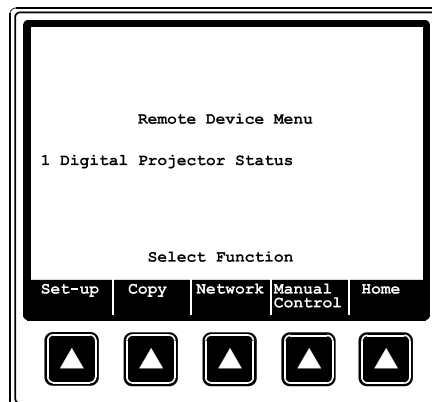 Remote Device Menu
1 Digital Projector Status
Select Function
Set-up Copy Network Manual Control Home